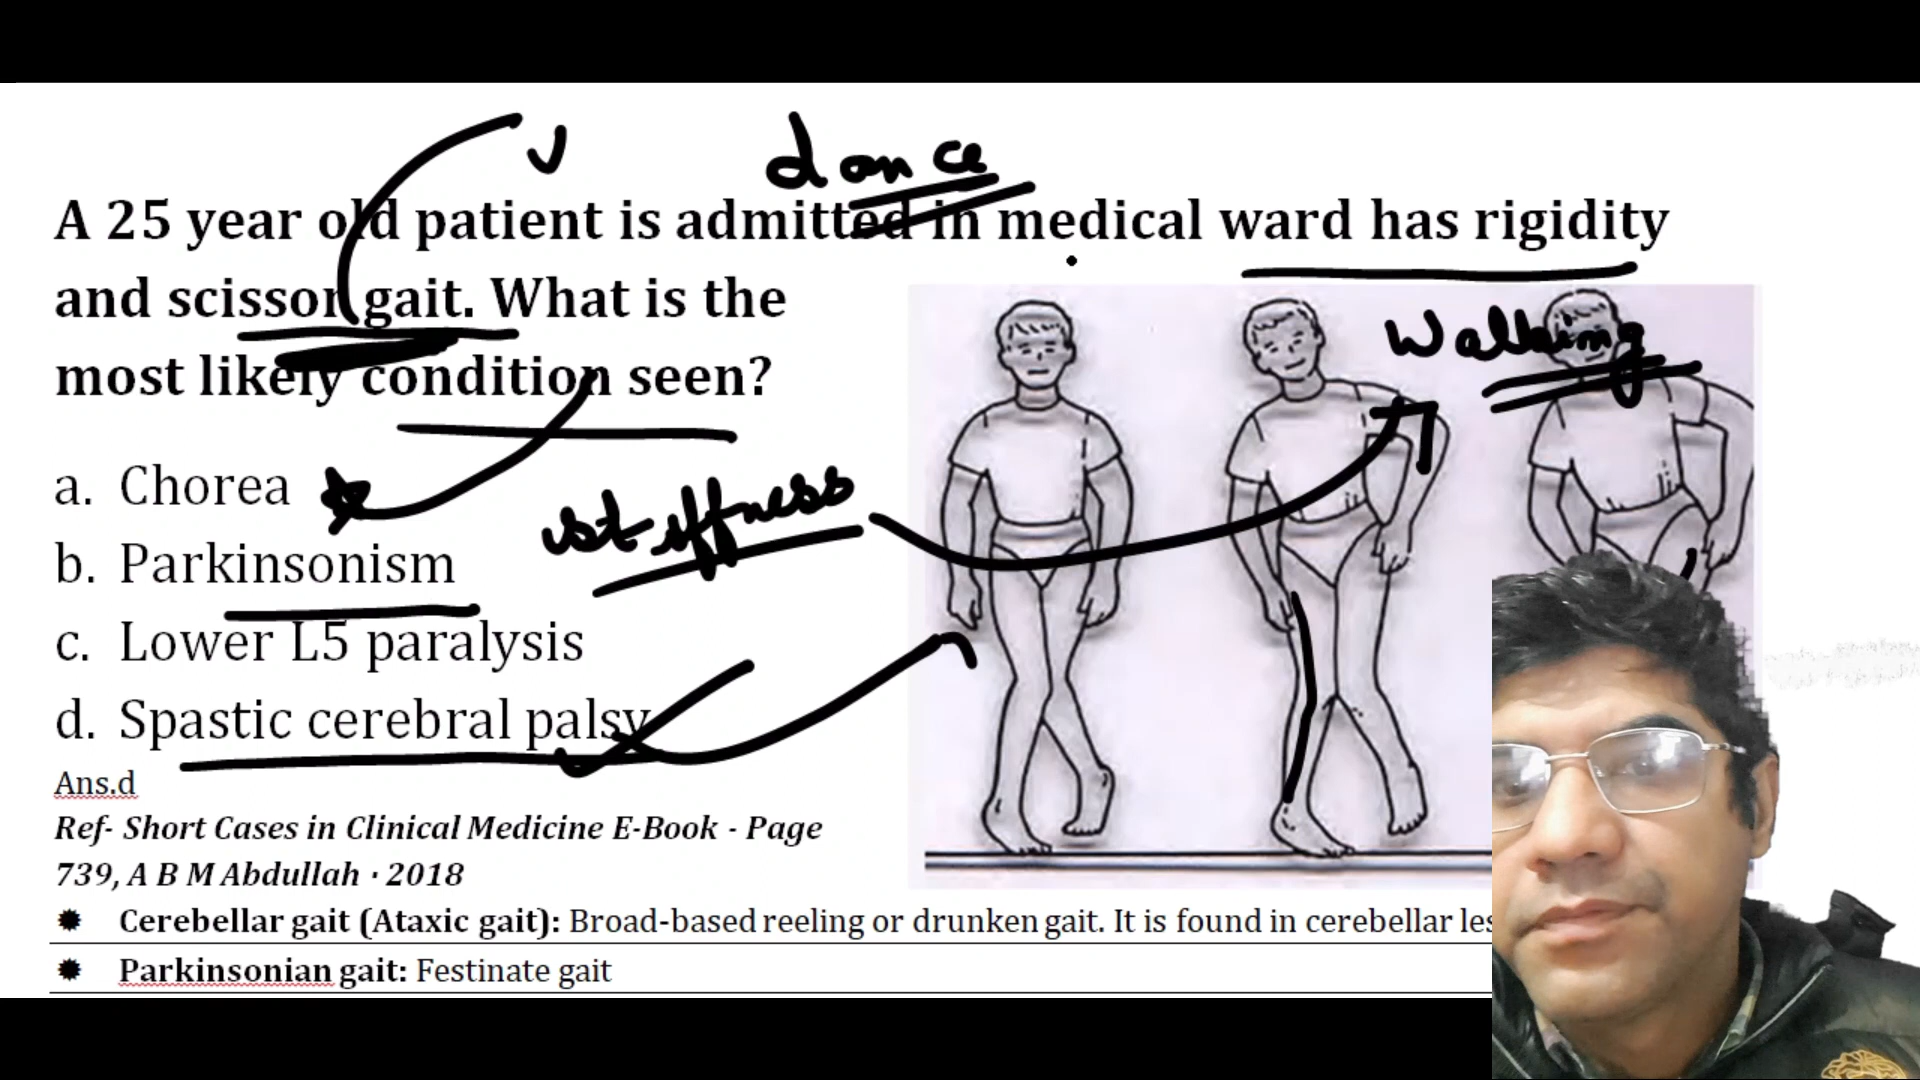 dance
A 25 year old patient is admitted in medical ward has rigidity
and scissor gait. What is the
most likely condition seen?
Walking
a. Chorea
stiffness
b. Parkinsonism
c. Lower L5 paralysis
d. Spastic cerebral palsy
Ans.d
Ref- Short Cases in Clinical Medicine E-Book - Page
739, A B M Abdullah · 2018
Cerebellar gait (Ataxic gait): Broad-based reeling or drunken gait. It is found in cerebellar les
Parkinsonian gait: Festinate gait